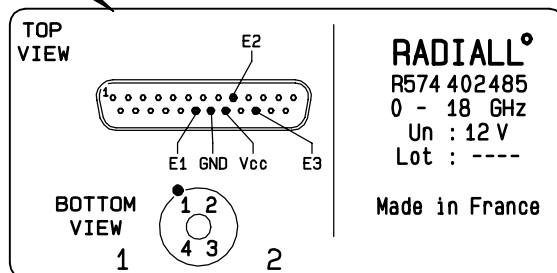 TOP
VIEW
E2
1
E1 GND Vcc E3
BOTTOM
VIEW
1 2
4 3
1 2
RADIALL°
R574 402485
0 - 18 GHz
Un : 12 V
Lot : ----
Made in France